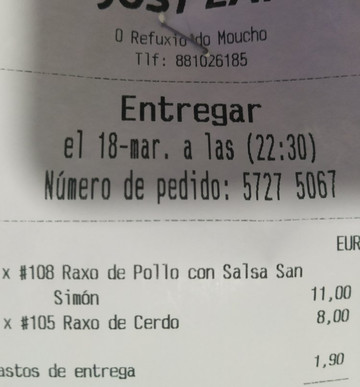 O Refuxio do Moucho
Tlf: 881026185
Entregar
el 18-mar. a las (22:30)
Número de pedido: 5727 5067
EUR
x #108 Raxo de Pollo con Salsa San
Simón 11,00
x #105 Raxo de Cerdo 8,00
astos de entrega 1,90